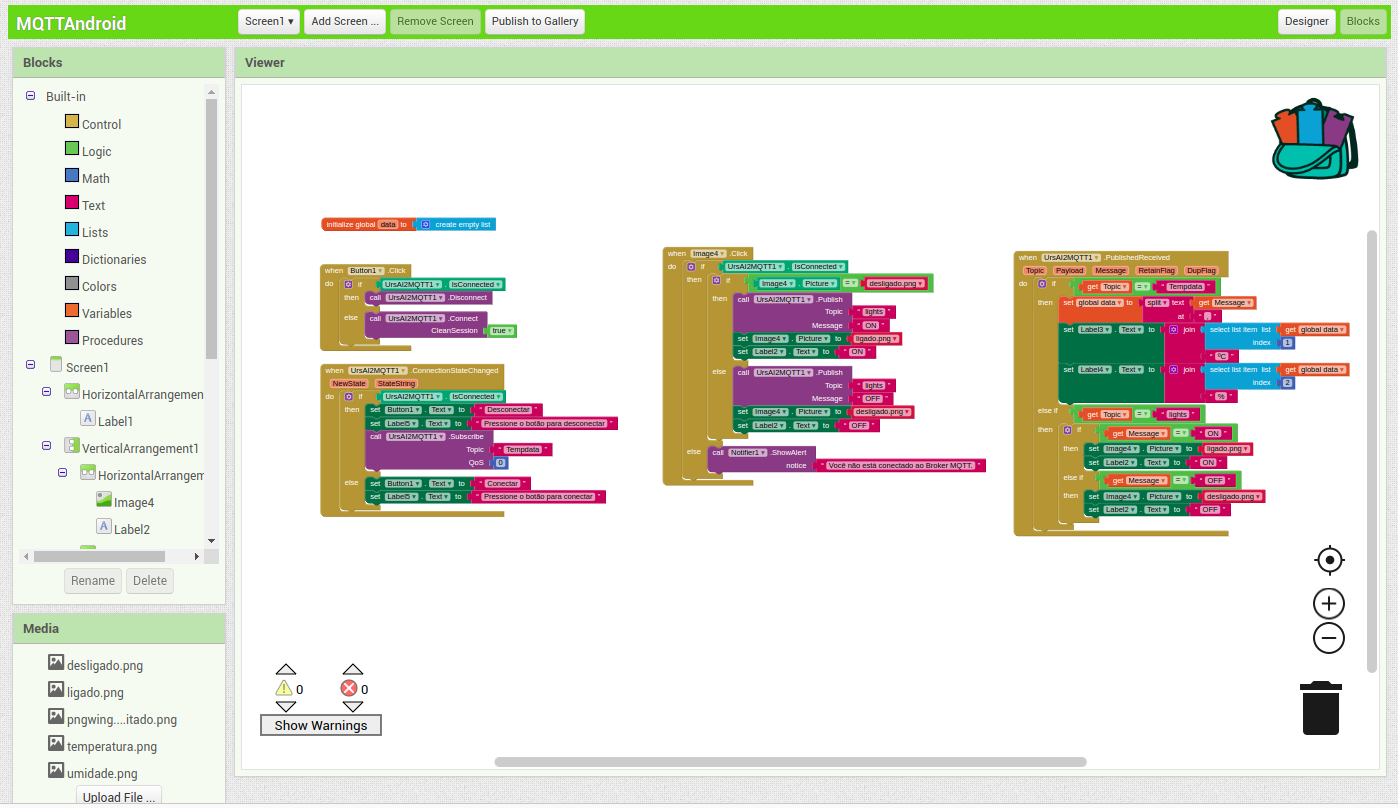 MQTTAndroid
Screen1 ▾ Add Screen ... Remove Screen Publish to Gallery Designer Blocks
Blocks
Built-in
Control
Logic
Math
Text
Lists
Dictionaries
Colors
Variables
Procedures
Screen1
HorizontalArrangemen
Label1
VerticalArrangement1
HorizontalArrangem
Image4
Label2
Rename Delete
Media
desligado.png
ligado.png
pngwing....itado.png
temperatura.png
umidade.png
Upload File ...
Viewer
initialize global data to create empty list
when Button1 .Click
do if UrsAI2MQTT1 . IsConnected
then call UrsAI2MQTT1 .Disconnect
else call UrsAI2MQTT1 .Connect
CleanSession true
when UrsAI2MQTT1 .ConnectionStateChanged
NewState StateString
do if UrsAI2MQTT1 . IsConnected
then set Button1 . Text to " Desconectar "
set Label5 . Text to " Pressione o botão para desconectar "
call UrsAI2MQTT1 .Subscribe
Topic " Tempdata "
QoS 0
else set Button1 . Text to " Conectar "
set Label5 . Text to " Pressione o botão para conectar "
when Image4 .Click
do if UrsAI2MQTT1 . IsConnected
then if Image4 . Picture = desligado.png
then call UrsAI2MQTT1 .Publish
Topic " lights "
Message " ON "
set Image4 . Picture to ligado.png
set Label2 . Text to " ON "
else call UrsAI2MQTT1 .Publish
Topic " lights "
Message " OFF "
set Image4 . Picture to desligado.png
set Label2 . Text to " OFF "
else call Notifier1 .ShowAlert
notice " Você não está conectado ao Broker MQTT. "
when UrsAI2MQTT1 .PublishedReceived
Topic Payload Message RetainFlag DupFlag
do if get Topic = " Tempdata "
then set global data to split text get Message
at " , "
set Label3 . Text to join select list item list get global data
index 1
" ºC "
set Label4 . Text to join select list item list get global data
index 2
" % "
else if get Topic = " lights "
then if get Message = " ON "
then set Image4 . Picture to ligado.png
set Label2 . Text to " ON "
else if get Message = " OFF "
then set Image4 . Picture to desligado.png
set Label2 . Text to " OFF "
0 0
Show Warnings